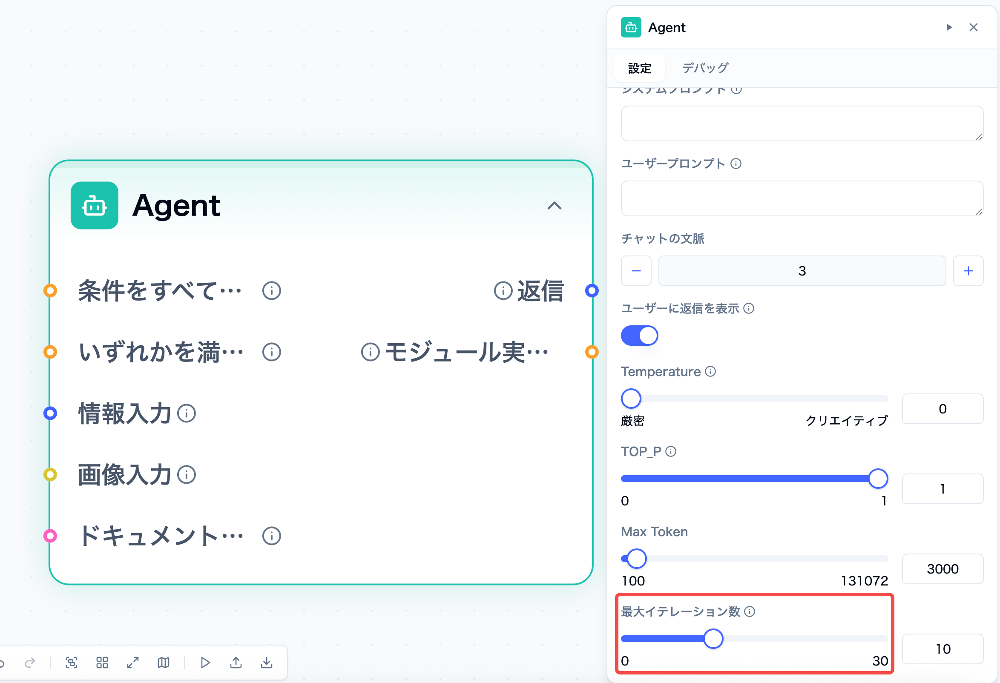 Agent
条件をすべて…
返信
いずれかを満…
モジュール実…
情報入力
画像入力
ドキュメント…
Agent
設定
デバッグ
システムプロンプト
ユーザープロンプト
チャットの文脈
3
ユーザーに返信を表示
Temperature
0
厳密
クリエイティブ
TOP_P
1
0
1
Max Token
3000
100
131072
最大イテレーション数
10
0
30